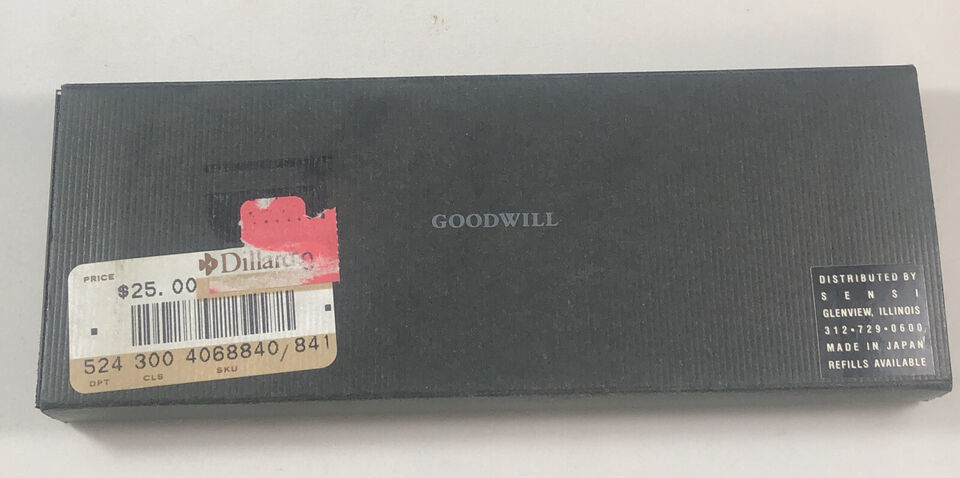 GOODWILL
PRICE
Dillard's
$25.00
524 300 4068840/841
DPT CLS SKU
DISTRIBUTED BY
SENSI
GLENVIEW, ILLINOIS
312•729•0600
MADE IN JAPAN
REFILLS AVAILABLE